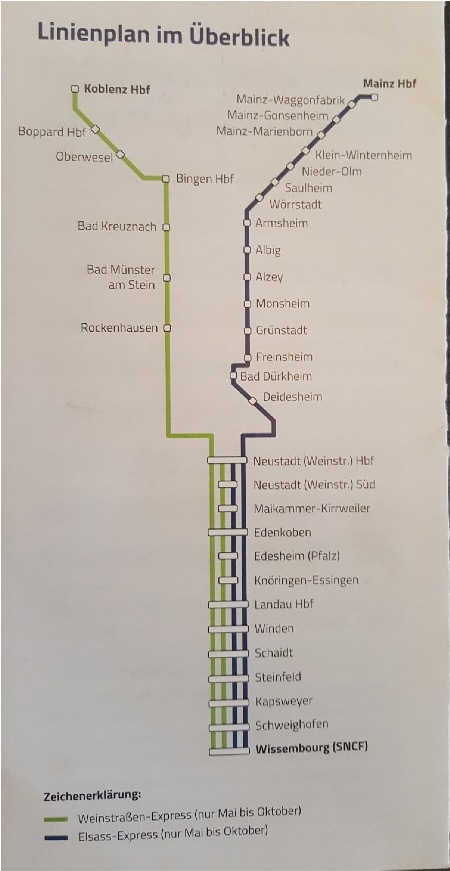 Linienplan im Überblick
Koblenz Hbf
Boppard Hbf
Oberwesel
Bingen Hbf
Bad Kreuznach
Bad Münster
am Stein
Rockenhausen
Mainz Hbf
Mainz-Waggonfabrik
Mainz-Gonsenheim
Mainz-Marienborn
Klein-Winternheim
Nieder-Olm
Saulheim
Wörrstadt
Armsheim
Albig
Alzey
Monsheim
Grünstadt
Freinsheim
Bad Dürkheim
Deidesheim
Neustadt (Weinstr.) Hbf
Neustadt (Weinstr.) Süd
Maikammer-Kirrweiler
Edenkoben
Edesheim (Pfalz)
Knöringen-Essingen
Landau Hbf
Winden
Schaidt
Steinfeld
Kapsweyer
Schweighofen
Wissembourg (SNCF)
Zeichenerklärung:
Weinstraßen-Express (nur Mai bis Oktober)
Elsass-Express (nur Mai bis Oktober)